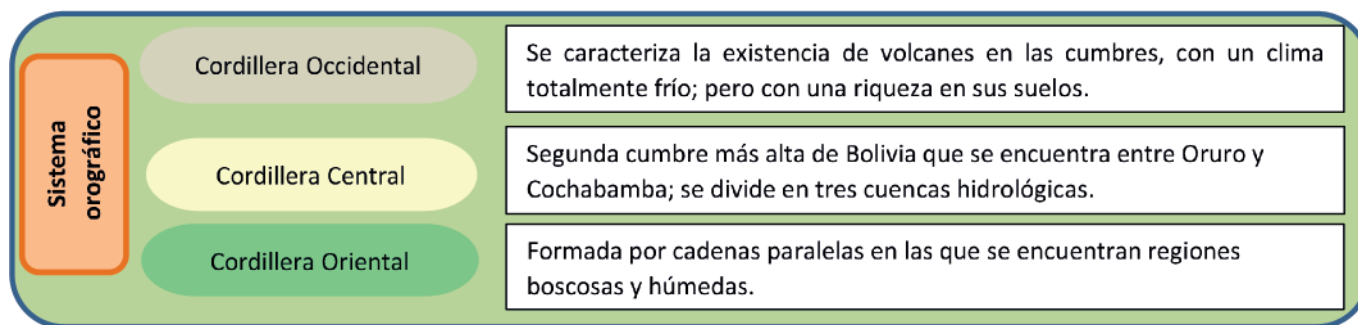 Sistema
orográfico
Cordillera Occidental
Se caracteriza la existencia de volcanes en las cumbres, con un clima
totalmente frío; pero con una riqueza en sus suelos.
Cordillera Central
Segunda cumbre más alta de Bolivia que se encuentra entre Oruro y
Cochabamba; se divide en tres cuencas hidrológicas.
Cordillera Oriental
Formada por cadenas paralelas en las que se encuentran regiones
boscosas y húmedas.